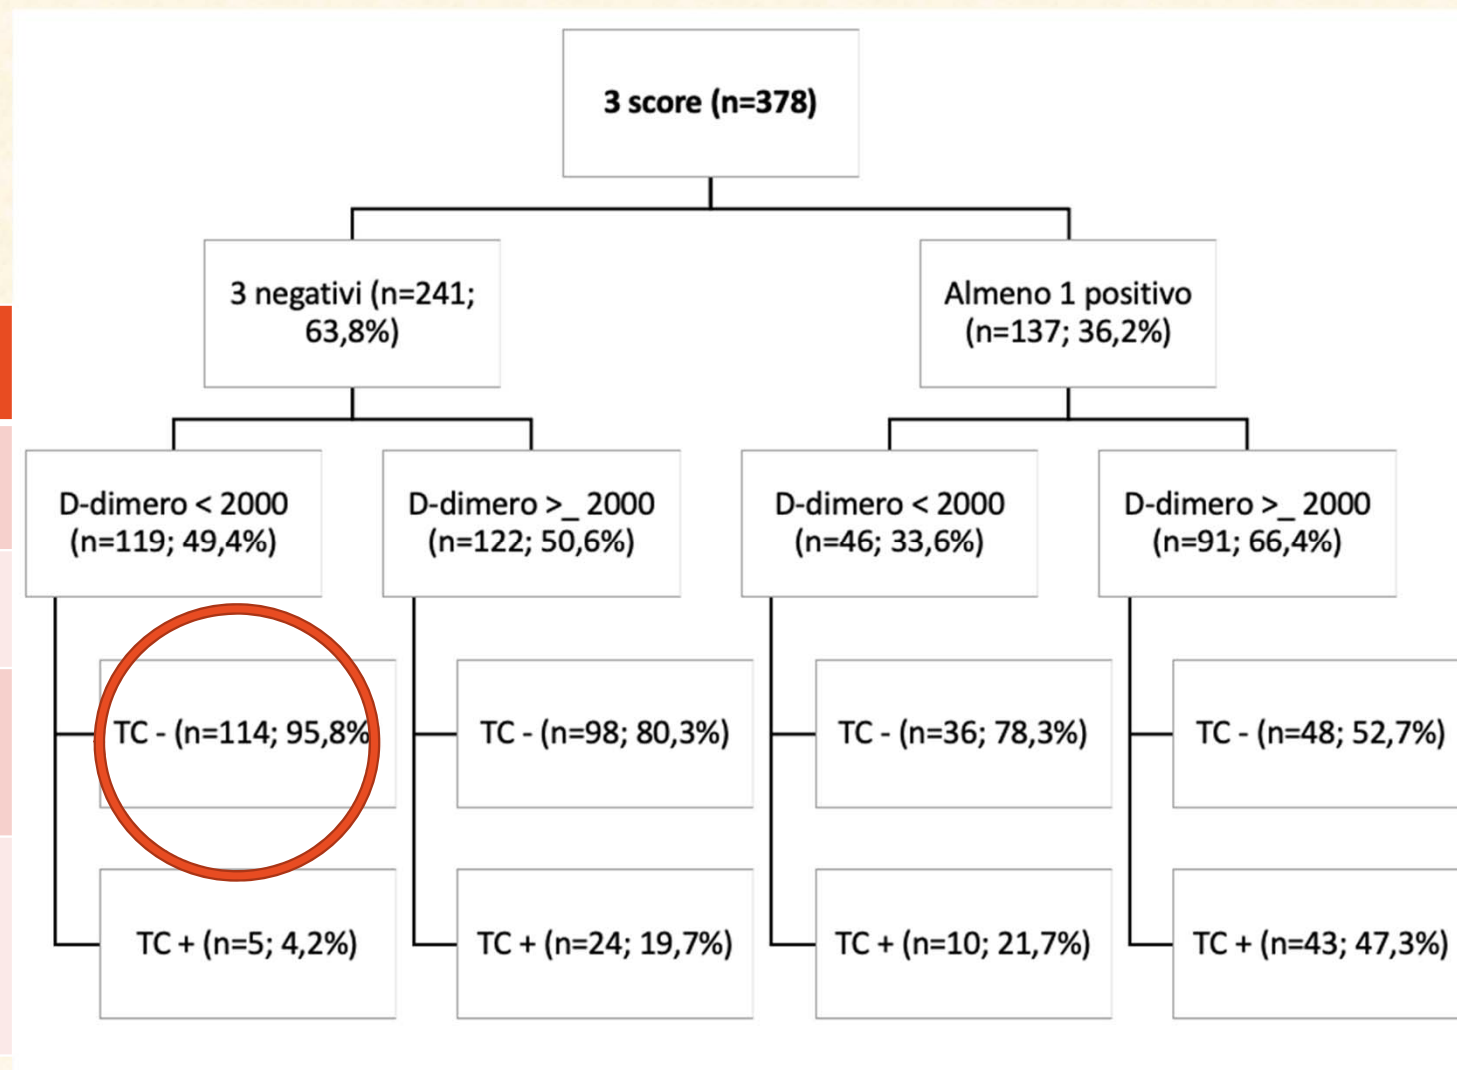 3 score (n=378)
3 negativi (n=241;
63,8%)
Almeno 1 positivo
(n=137; 36,2%)
D-dimero < 2000
(n=119; 49,4%)
D-dimero >_ 2000
(n=122; 50,6%)
D-dimero < 2000
(n=46; 33,6%)
D-dimero >_ 2000
(n=91; 66,4%)
TC - (n=114; 95,8%
TC - (n=98; 80,3%)
TC - (n=36; 78,3%)
TC - (n=48; 52,7%)
TC + (n=5; 4,2%)
TC + (n=24; 19,7%)
TC + (n=10; 21,7%)
TC + (n=43; 47,3%)